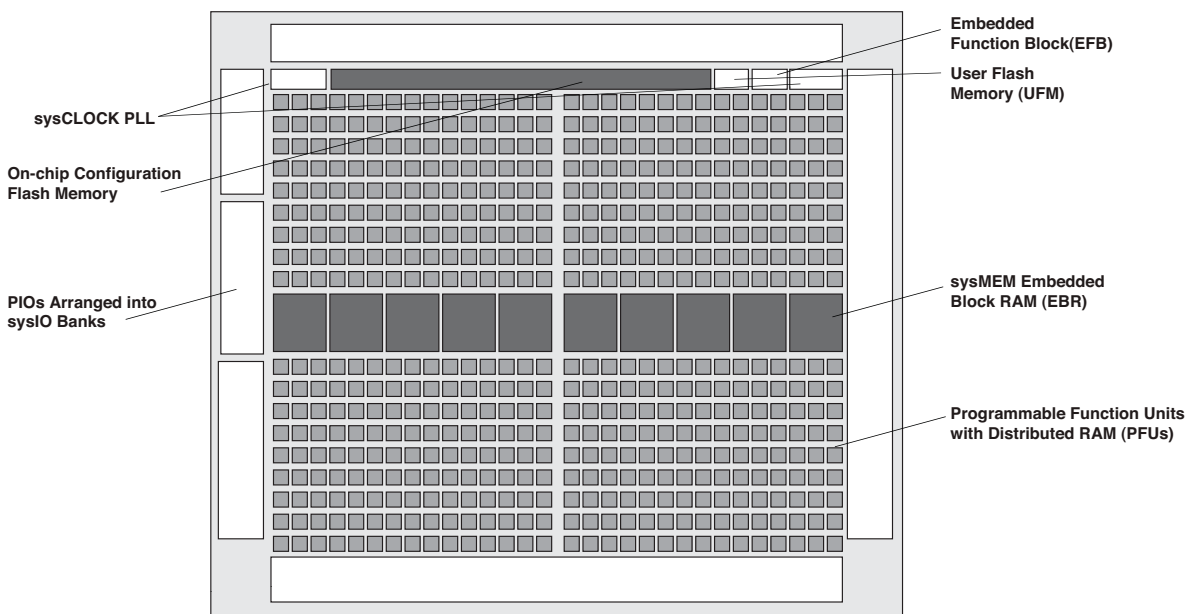 sysCLOCK PLL
On-chip Configuration
Flash Memory
PIOs Arranged into
sysIO Banks
Embedded
Function Block(EFB)
User Flash
Memory (UFM)
sysMEM Embedded
Block RAM (EBR)
Programmable Function Units
with Distributed RAM (PFUs)